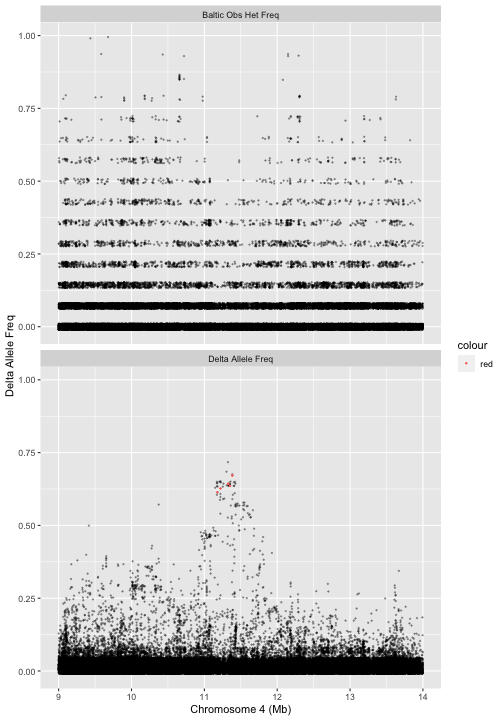 Baltic Obs Het Freq
1.00
0.75
0.50
0.25
0.00
Delta Allele Freq
Delta Allele Freq
1.00
0.75
0.50
0.25
0.00
9 10 11 12 13 14
Chromosome 4 (Mb)
colour
red